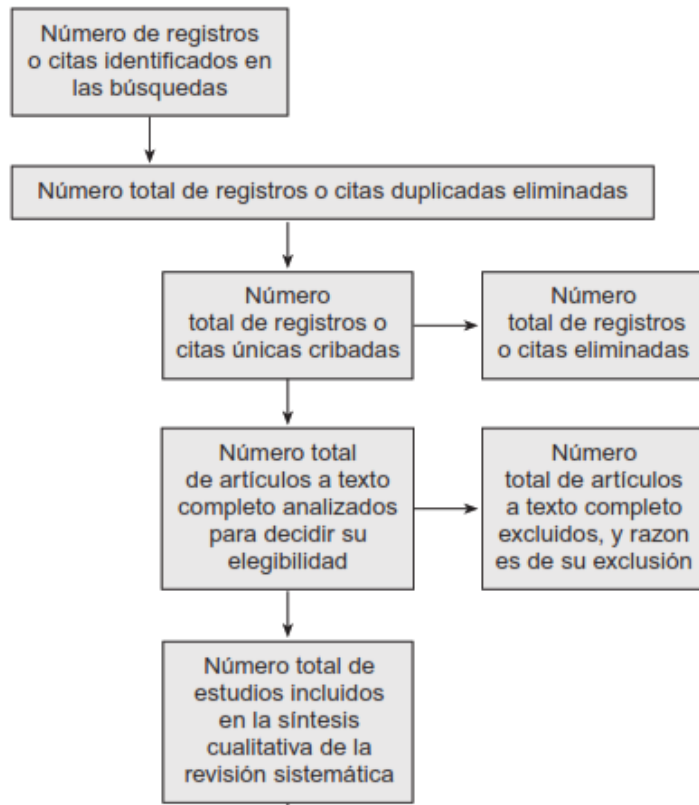 Número de registros
o citas identificados en
las búsquedas
Número total de registros o citas duplicadas eliminadas
Número
total de registros o
citas únicas cribadas
Número
total de registros
o citas eliminadas
Número total
de artículos a texto
completo analizados
para decidir su
elegibilidad
Número
total de artículos
a texto completo
excluidos, y razon
es de su exclusión
Número total de
estudios incluidos
en la síntesis
cualitativa de la
revisión sistemática